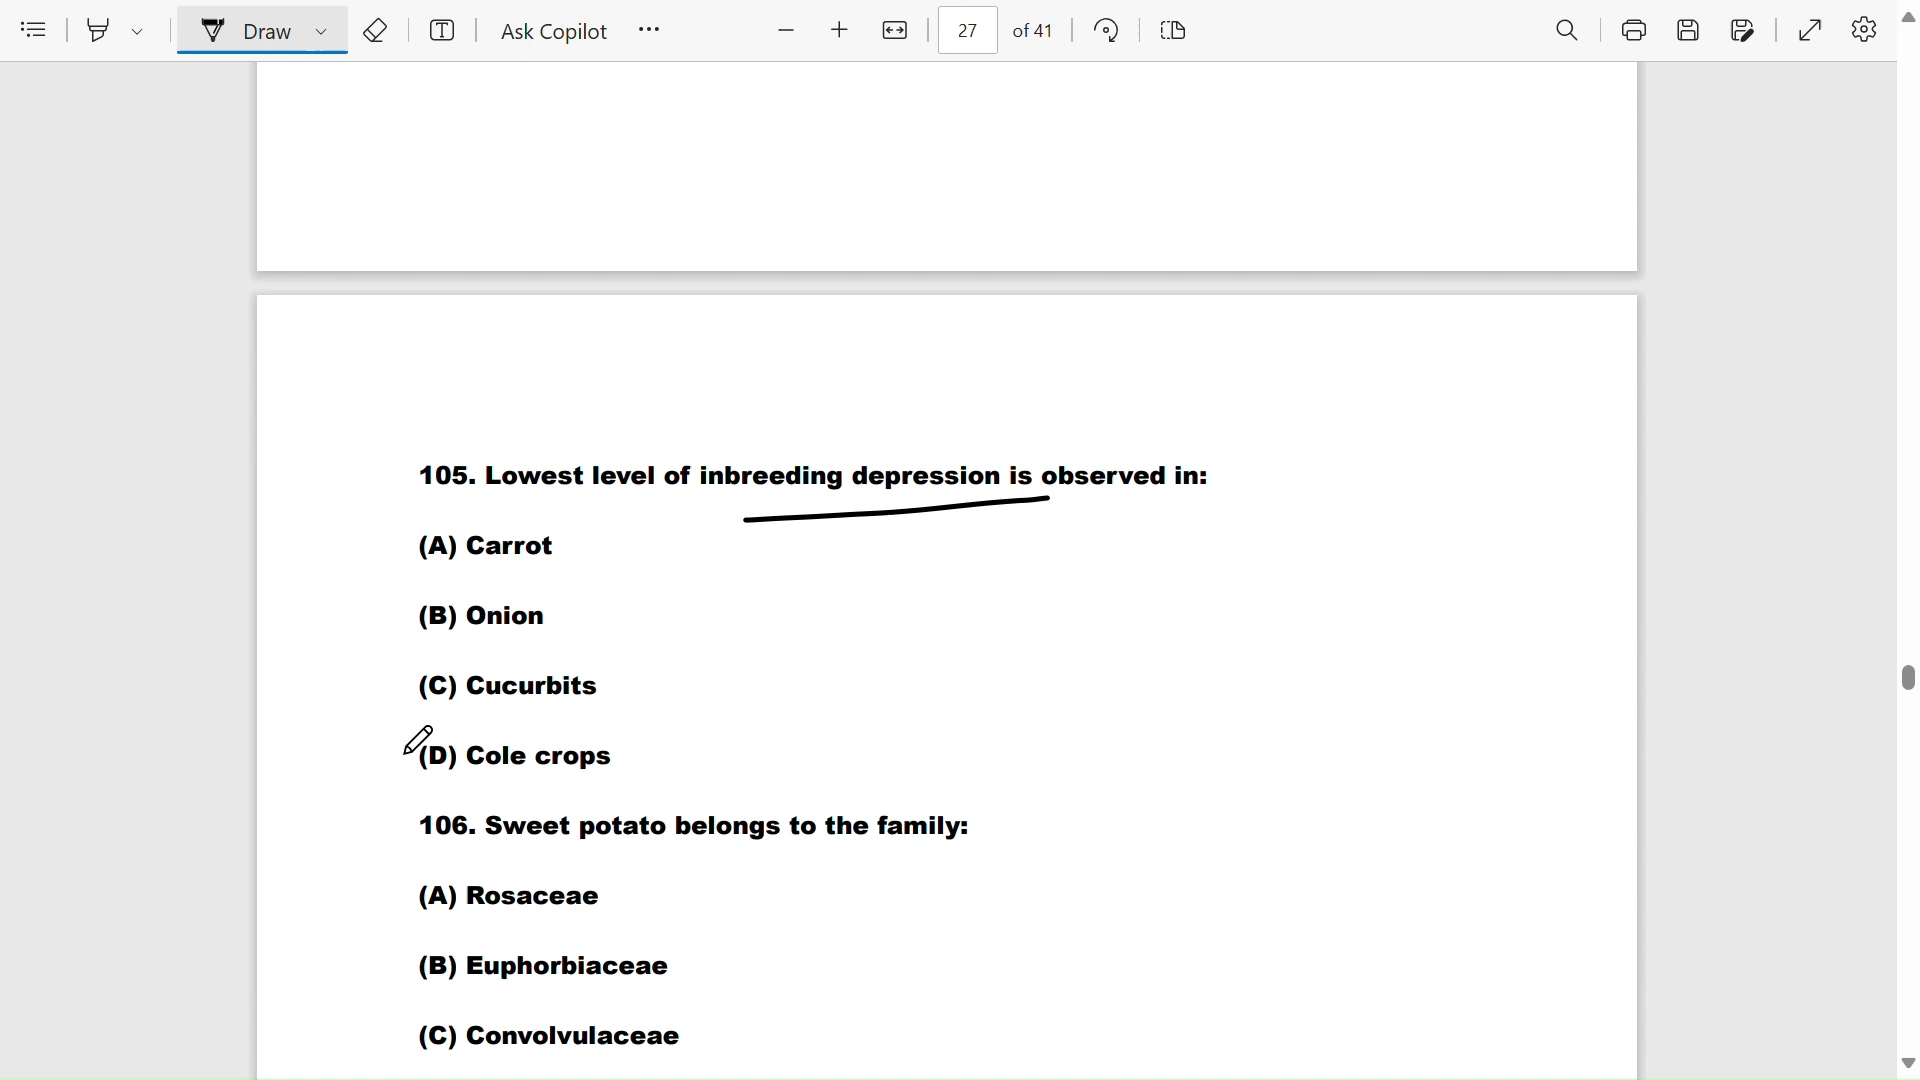 Draw
Ask Copilot
27 of 41
105. Lowest level of inbreeding depression is observed in:
(A) Carrot
(B) Onion
(C) Cucurbits
(D) Cole crops
106. Sweet potato belongs to the family:
(A) Rosaceae
(B) Euphorbiaceae
(C) Convolvulaceae